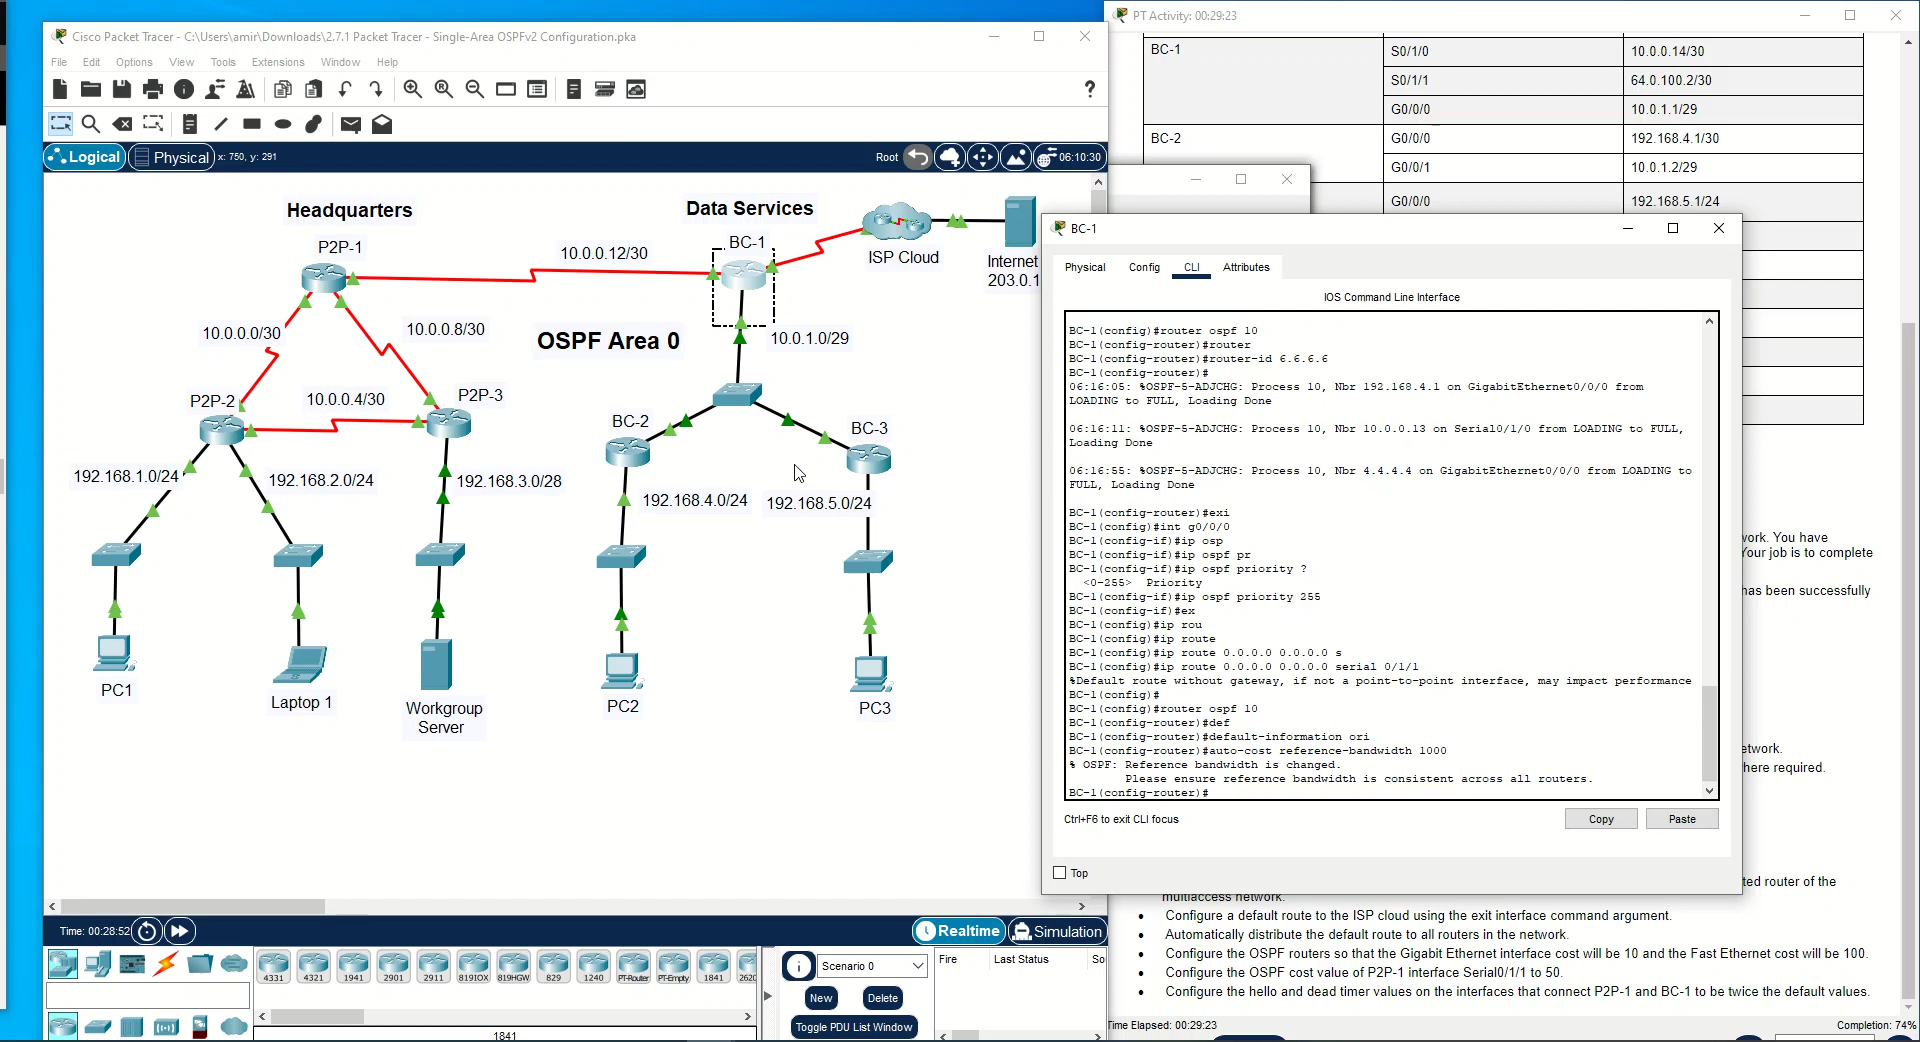 Cisco Packet Tracer - C:\Users\amir\Downloads\2.7.1 Packet Tracer - Single-Area OSPFv2 Configuration.pka
File Edit Options View Tools Extensions Window Help
Logical Physical x: 750, y: 291
Root 06:10:30
Headquarters
Data Services
P2P-1
BC-1
10.0.0.12/30
ISP Cloud
Internet
203.0.1
10.0.0.0/30
10.0.0.8/30
OSPF Area 0
10.0.1.0/29
P2P-2
10.0.0.4/30
P2P-3
BC-2
BC-3
192.168.1.0/24
192.168.2.0/24
192.168.3.0/28
192.168.4.0/24
192.168.5.0/24
PC1
Laptop 1
Workgroup
Server
PC2
PC3
Time: 00:28:52
Realtime Simulation
4331 4321 1941 2901 2911 819IOX 819HGW 829 1240 PT-Router PT-Empty 1841 2620
1841
Scenario 0
New Delete
Toggle PDU List Window
Fire Last Status So
PT Activity: 00:29:23
BC-1 S0/1/0 10.0.0.14/30
S0/1/1 64.0.100.2/30
G0/0/0 10.0.1.1/29
BC-2 G0/0/0 192.168.4.1/30
G0/0/1 10.0.1.2/29
G0/0/0 192.168.5.1/24
BC-1
Physical Config CLI Attributes
IOS Command Line Interface
BC-1(config)#router ospf 10
BC-1(config-router)#router
BC-1(config-router)#router-id 6.6.6.6
BC-1(config-router)#
06:16:05: %OSPF-5-ADJCHG: Process 10, Nbr 192.168.4.1 on GigabitEthernet0/0/0 from
LOADING to FULL, Loading Done
06:16:11: %OSPF-5-ADJCHG: Process 10, Nbr 10.0.0.13 on Serial0/1/0 from LOADING to FULL,
Loading Done
06:16:55: %OSPF-5-ADJCHG: Process 10, Nbr 4.4.4.4 on GigabitEthernet0/0/0 from LOADING to
FULL, Loading Done
BC-1(config-router)#exi
BC-1(config)#int g0/0/0
BC-1(config-if)#ip osp
BC-1(config-if)#ip ospf pr
BC-1(config-if)#ip ospf priority ?
<0-255> Priority
BC-1(config-if)#ip ospf priority 255
BC-1(config-if)#ex
BC-1(config)#ip rou
BC-1(config)#ip route
BC-1(config)#ip route 0.0.0.0 0.0.0.0 s
BC-1(config)#ip route 0.0.0.0 0.0.0.0 serial 0/1/1
%Default route without gateway, if not a point-to-point interface, may impact performance
BC-1(config)#
BC-1(config)#router ospf 10
BC-1(config-router)#def
BC-1(config-router)#default-information ori
BC-1(config-router)#auto-cost reference-bandwidth 1000
% OSPF: Reference bandwidth is changed.
Please ensure reference bandwidth is consistent across all routers.
BC-1(config-router)#
Ctrl+F6 to exit CLI focus
Copy Paste
Top
work. You have
Your job is to complete
has been successfully
etwork.
here required.
ted router of the
multiaccess network.
• Configure a default route to the ISP cloud using the exit interface command argument.
• Automatically distribute the default route to all routers in the network.
• Configure the OSPF routers so that the Gigabit Ethernet interface cost will be 10 and the Fast Ethernet cost will be 100.
• Configure the OSPF cost value of P2P-1 interface Serial0/1/1 to 50.
• Configure the hello and dead timer values on the interfaces that connect P2P-1 and BC-1 to be twice the default values.
Time Elapsed: 00:29:23
Completion: 74%